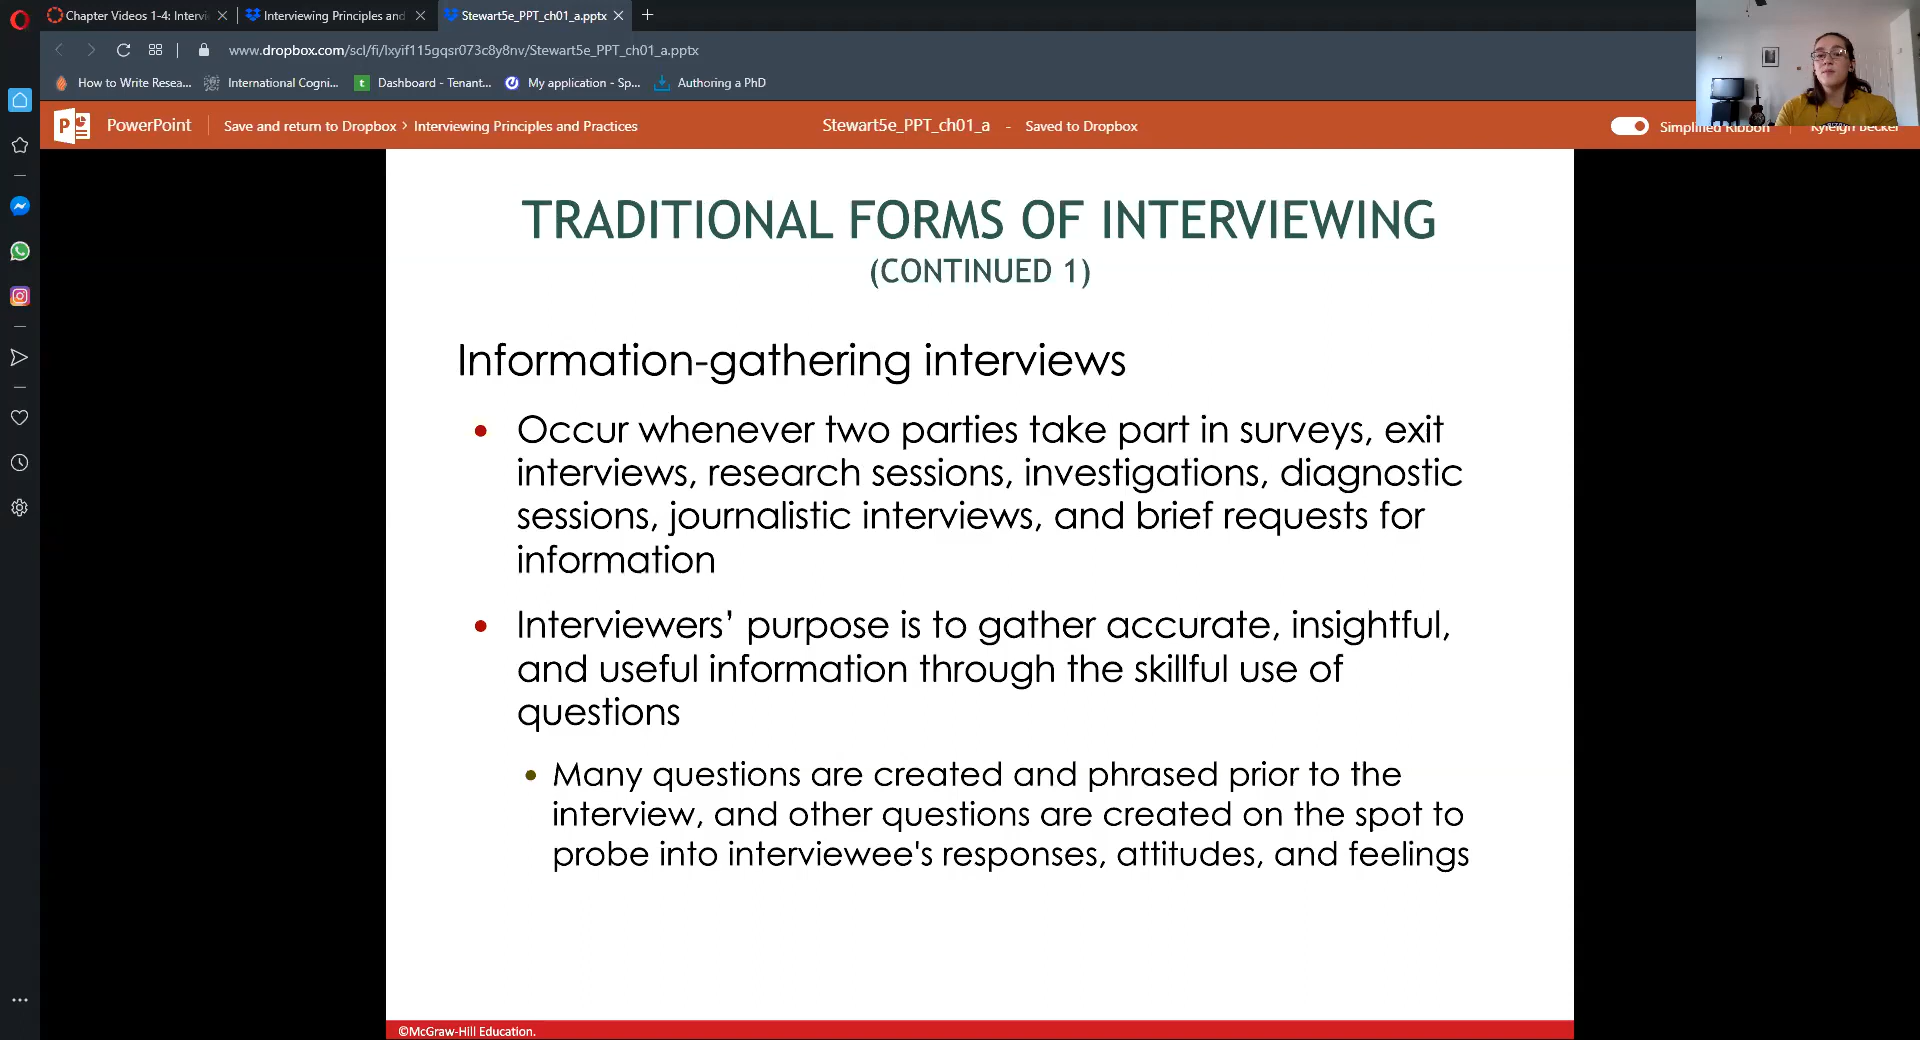 Chapter Videos 1-4: Intervi
Interviewing Principles and
Stewart5e_PPT_ch01_a.pptx
www.dropbox.com/scl/fi/lxyif115gqsr073c8y8nv/Stewart5e_PPT_ch01_a.pptx
How to Write Resea...
International Cogni...
Dashboard - Tenant...
My application - Sp...
Authoring a PhD
PowerPoint
Save and return to Dropbox > Interviewing Principles and Practices
Stewart5e_PPT_ch01_a - Saved to Dropbox
Simplified Ribbon
Kyleigh Becker
TRADITIONAL FORMS OF INTERVIEWING
(CONTINUED 1)
Information-gathering interviews
• Occur whenever two parties take part in surveys, exit
interviews, research sessions, investigations, diagnostic
sessions, journalistic interviews, and brief requests for
information
• Interviewers’ purpose is to gather accurate, insightful,
and useful information through the skillful use of
questions
• Many questions are created and phrased prior to the
interview, and other questions are created on the spot to
probe into interviewee's responses, attitudes, and feelings
©McGraw-Hill Education.